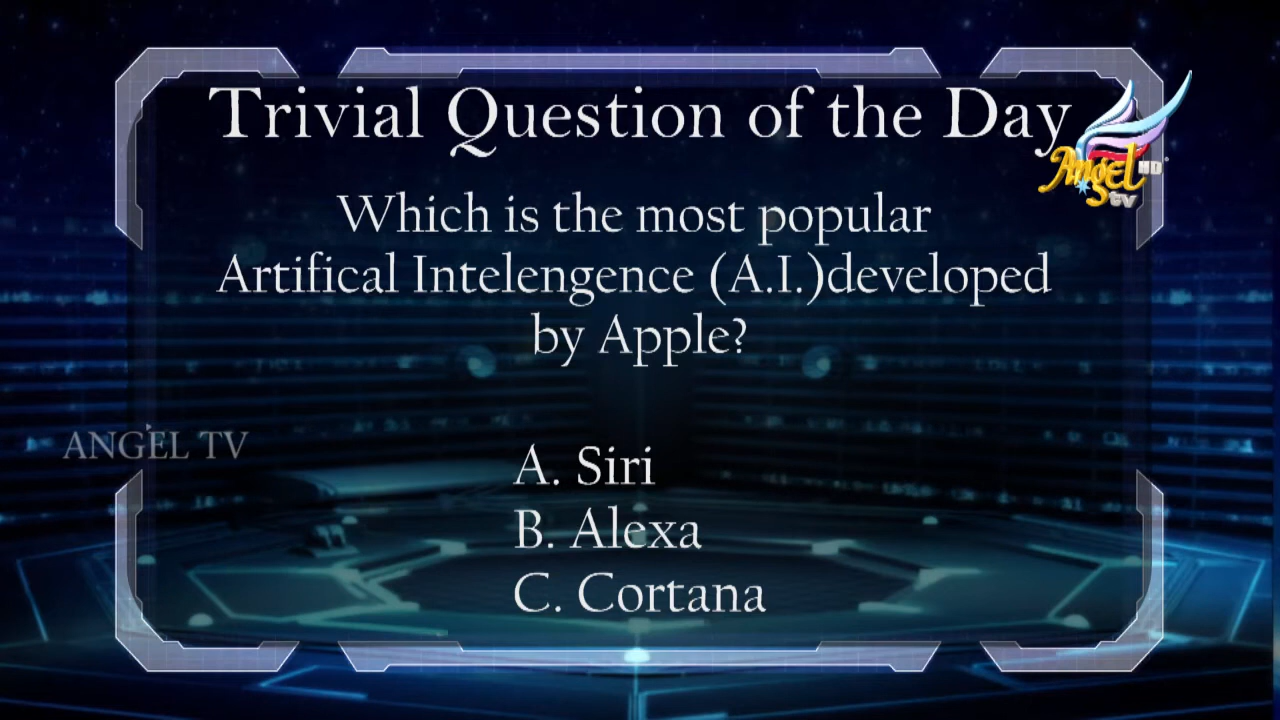 Trivial Question of the Day
Angel HD
tv
Which is the most popular
Artifical Intelengence (A.I.)developed
by Apple?
ANGEL TV
A. Siri
B. Alexa
C. Cortana